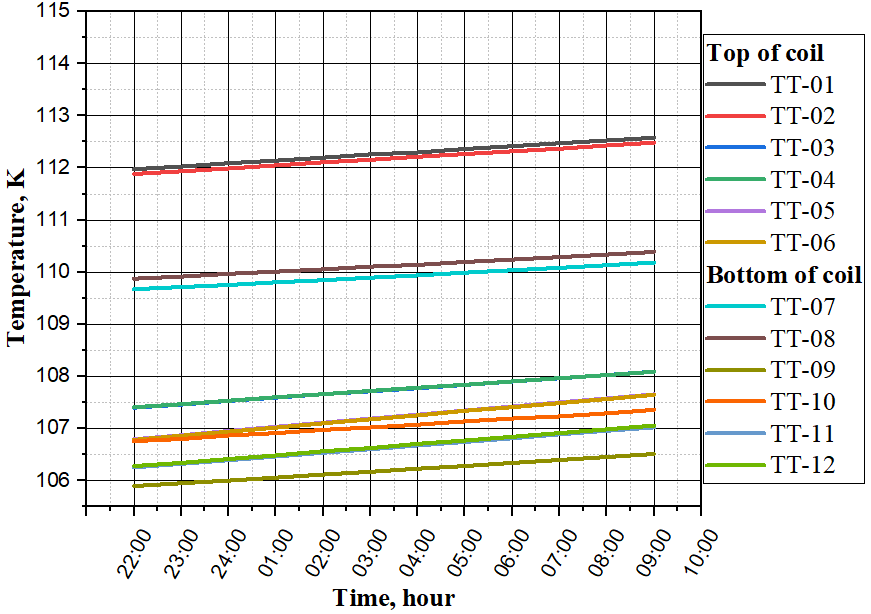 115
114
113
112
111
110
109
108
107
106
Temperature, K
22:00
23:00
24:00
01:00
02:00
03:00
04:00
05:00
06:00
07:00
08:00
09:00
10:00
Time, hour
Top of coil
TT-01
TT-02
TT-03
TT-04
TT-05
TT-06
Bottom of coil
TT-07
TT-08
TT-09
TT-10
TT-11
TT-12